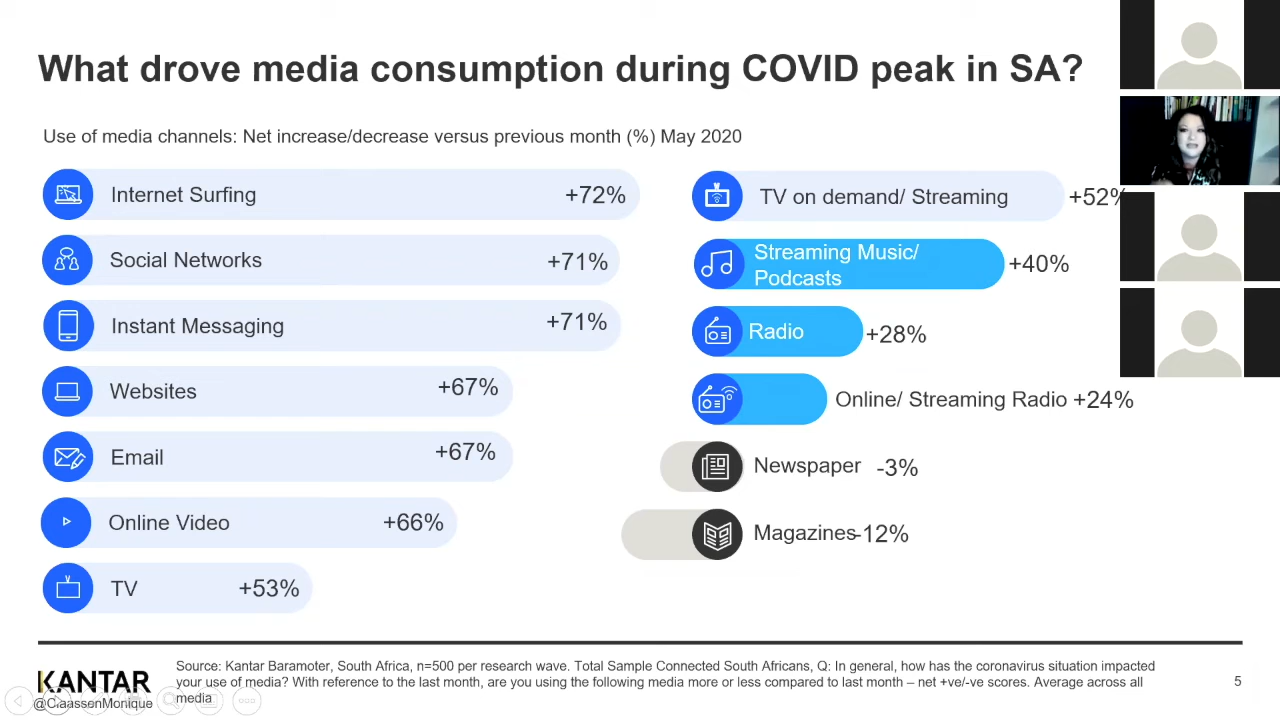 What drove media consumption during COVID peak in SA?
Use of media channels: Net increase/decrease versus previous month (%) May 2020
Internet Surfing +72%
Social Networks +71%
Instant Messaging +71%
Websites +67%
Email +67%
Online Video +66%
TV +53%
TV on demand/ Streaming +52%
Streaming Music/
Podcasts +40%
Radio +28%
Online/ Streaming Radio +24%
Newspaper -3%
Magazines -12%
KANTAR
@ClaassenMonique
Source: Kantar Baramoter, South Africa, n=500 per research wave. Total Sample Connected South Africans, Q: In general, how has the coronavirus situation impacted
your use of media? With reference to the last month, are you using the following media more or less compared to last month – net +ve/-ve scores. Average across all
media
5